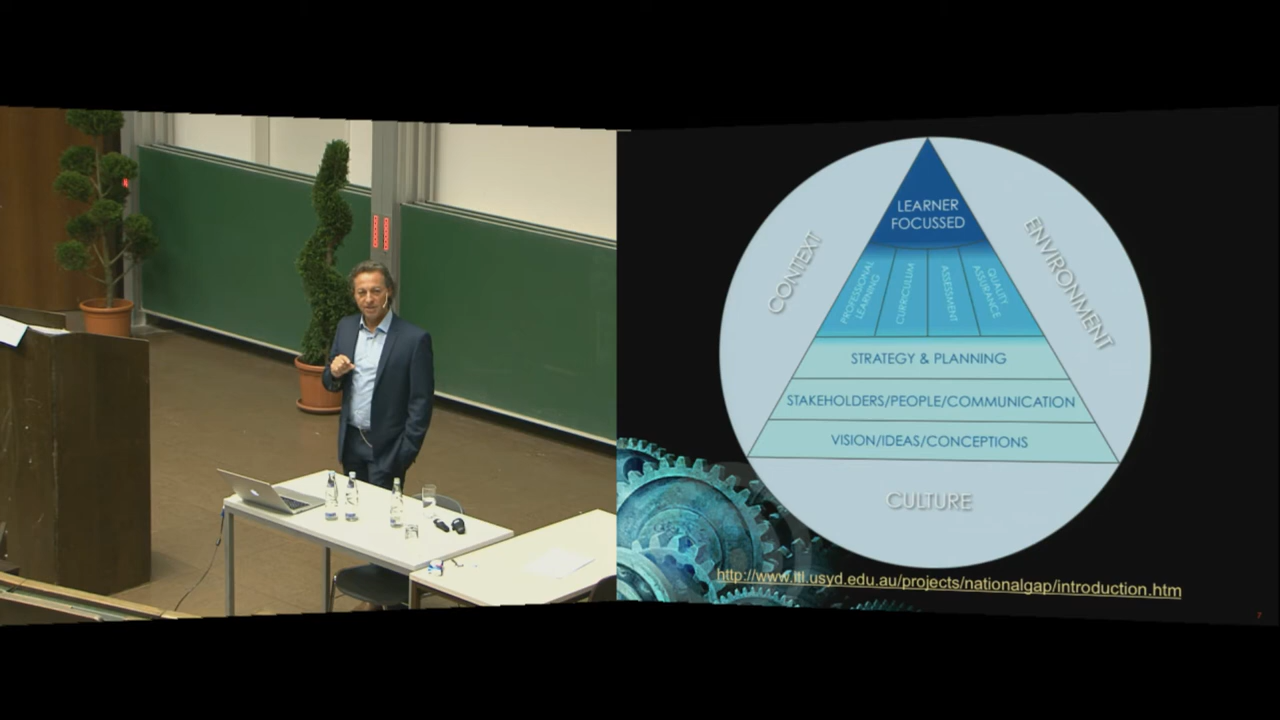 LEARNER
FOCUSSED
CONTEXT
ENVIRONMENT
PROFESSIONAL
LEARNING
CURRICULUM
ASSESSMENT
QUALITY
ASSURANCE
STRATEGY & PLANNING
STAKEHOLDERS/PEOPLE/COMMUNICATION
VISION/IDEAS/CONCEPTIONS
CULTURE
http://www.itl.usyd.edu.au/projects/nationalgap/introduction.htm
7